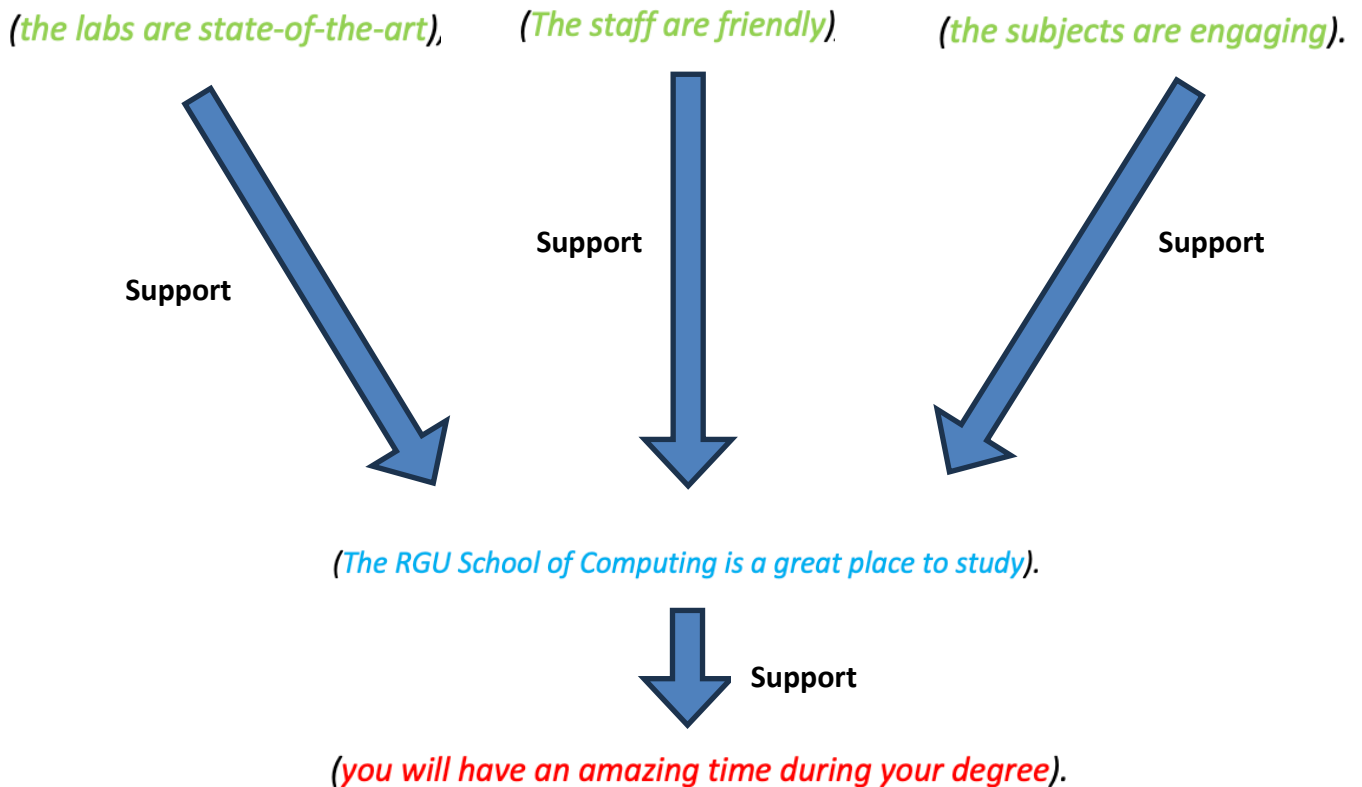 (the labs are state-of-the-art),
(The staff are friendly)
(the subjects are engaging).
Support
Support
Support
(The RGU School of Computing is a great place to study).
Support
(you will have an amazing time during your degree).